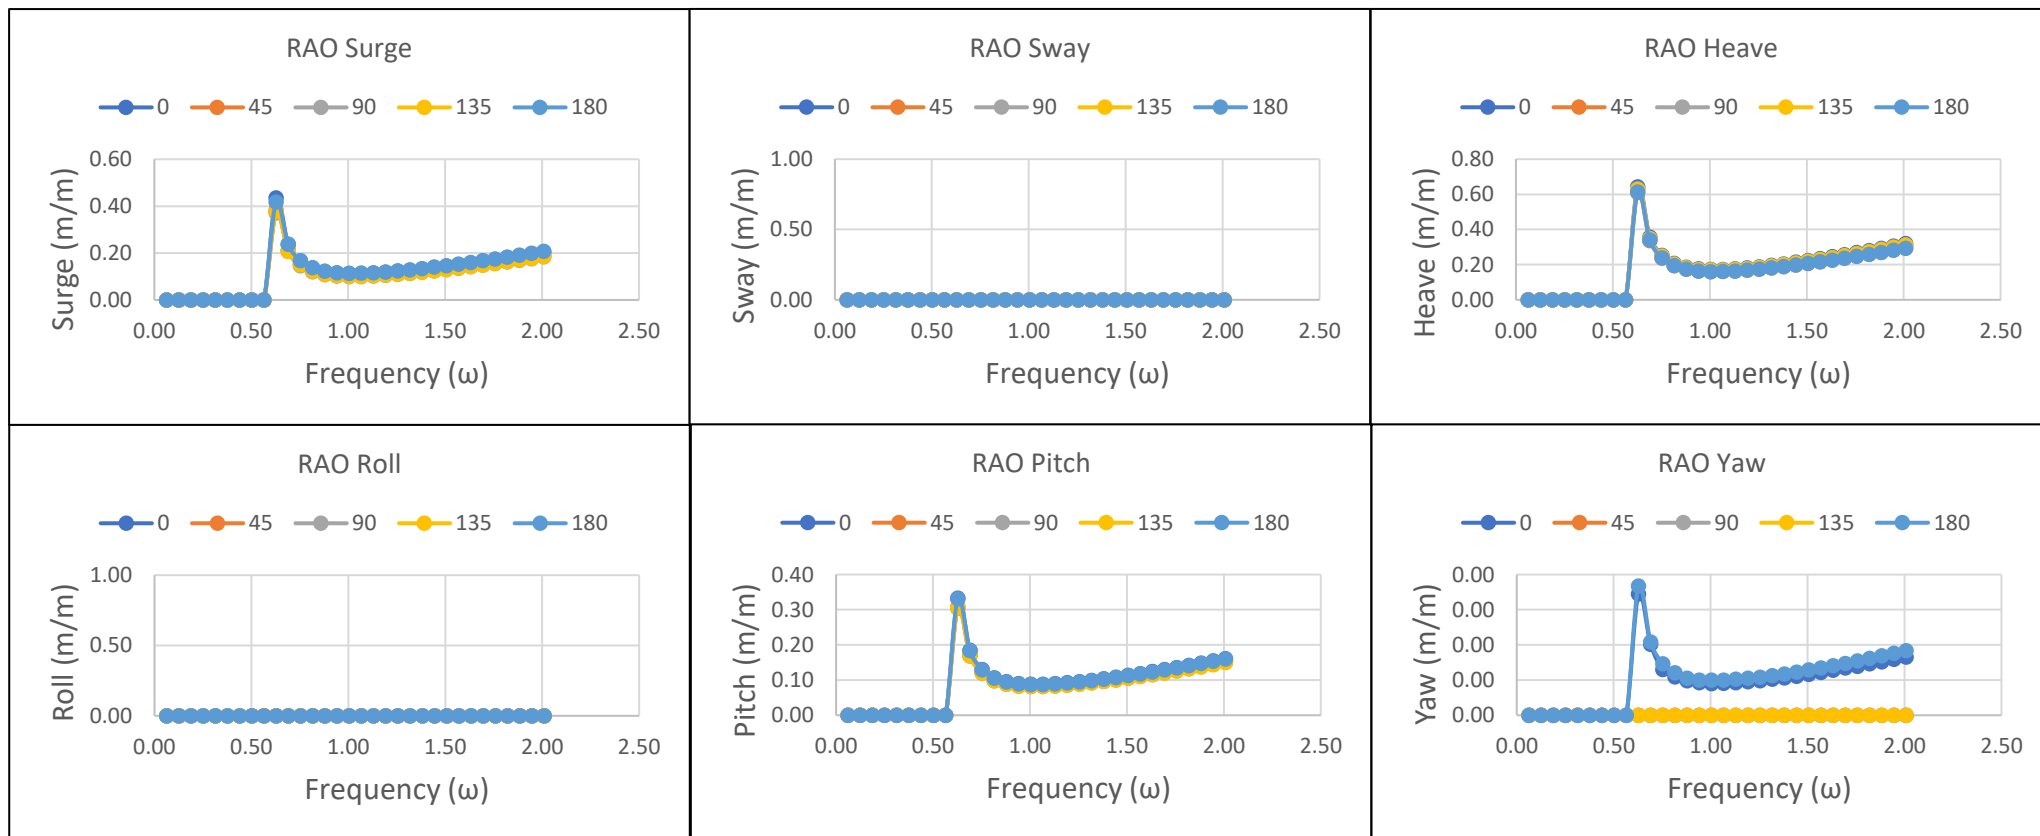 RAO Surge
0 45 90 135 180
0.60
0.40
0.20
0.00
0.00 0.50 1.00 1.50 2.00 2.50
Surge (m/m)
Frequency (ω)
RAO Sway
0 45 90 135 180
1.00
0.50
0.00
0.00 0.50 1.00 1.50 2.00 2.50
Sway (m/m)
Frequency (ω)
RAO Heave
0 45 90 135 180
0.80
0.60
0.40
0.20
0.00
0.00 0.50 1.00 1.50 2.00 2.50
Heave (m/m)
Frequency (ω)
RAO Roll
0 45 90 135 180
1.00
0.50
0.00
0.00 0.50 1.00 1.50 2.00 2.50
Roll (m/m)
Frequency (ω)
RAO Pitch
0 45 90 135 180
0.40
0.30
0.20
0.10
0.00
0.00 0.50 1.00 1.50 2.00 2.50
Pitch (m/m)
Frequency (ω)
RAO Yaw
0 45 90 135 180
0.00
0.00
0.00
0.00
0.00
0.00 0.50 1.00 1.50 2.00 2.50
Yaw (m/m)
Frequency (ω)